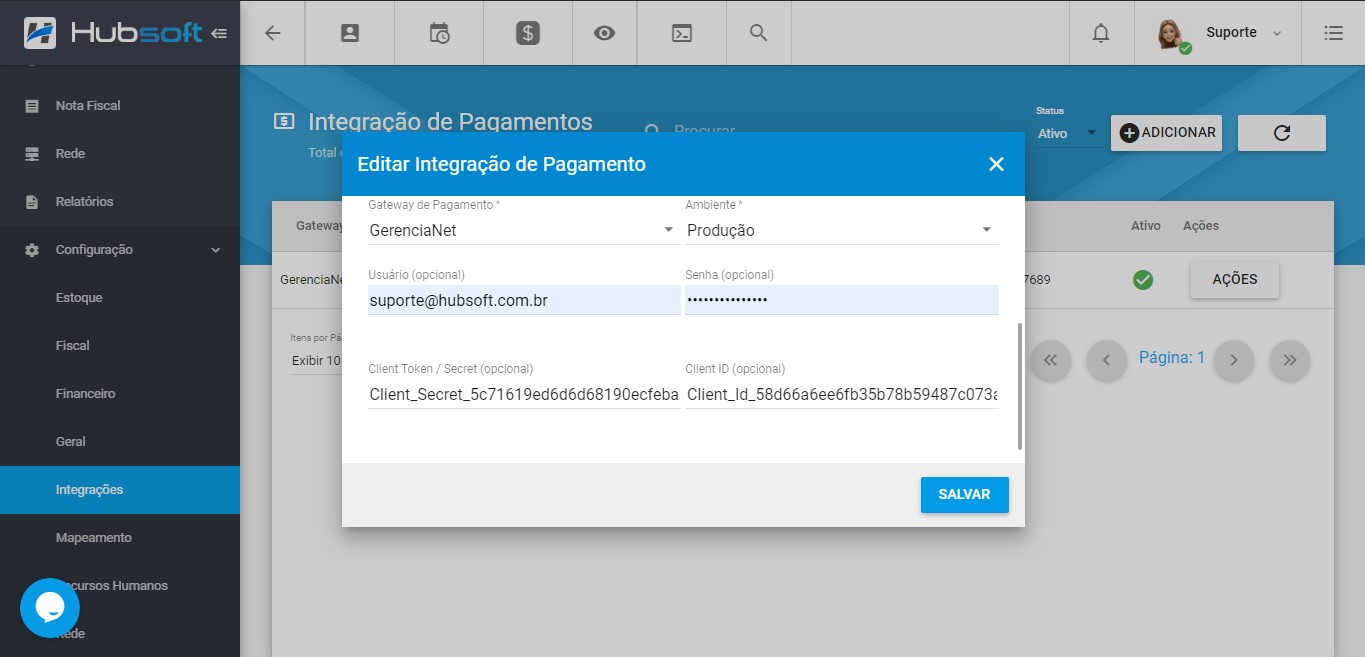 Hubsoft
Suporte
Nota Fiscal
Rede
Relatórios
Configuração
Estoque
Fiscal
Financeiro
Geral
Integrações
Mapeamento
cursos Humanos
ede
Integração de Pagamentos
Procurar
Total
Status
Ativo
ADICIONAR
Gateway
Ativo
Ações
GerenciaNe
7689
AÇÕES
Itens por Pá
Exibir 10
Página: 1
Editar Integração de Pagamento
Gateway de Pagamento *
Ambiente *
GerenciaNet
Produção
Usuário (opcional)
Senha (opcional)
suporte@hubsoft.com.br
•••••••••••••••
Client Token / Secret (opcional)
Client ID (opcional)
Client_Secret_5c71619ed6d6d68190ecfeba
Client_Id_58d66a6ee6fb35b78b59487c073a
SALVAR